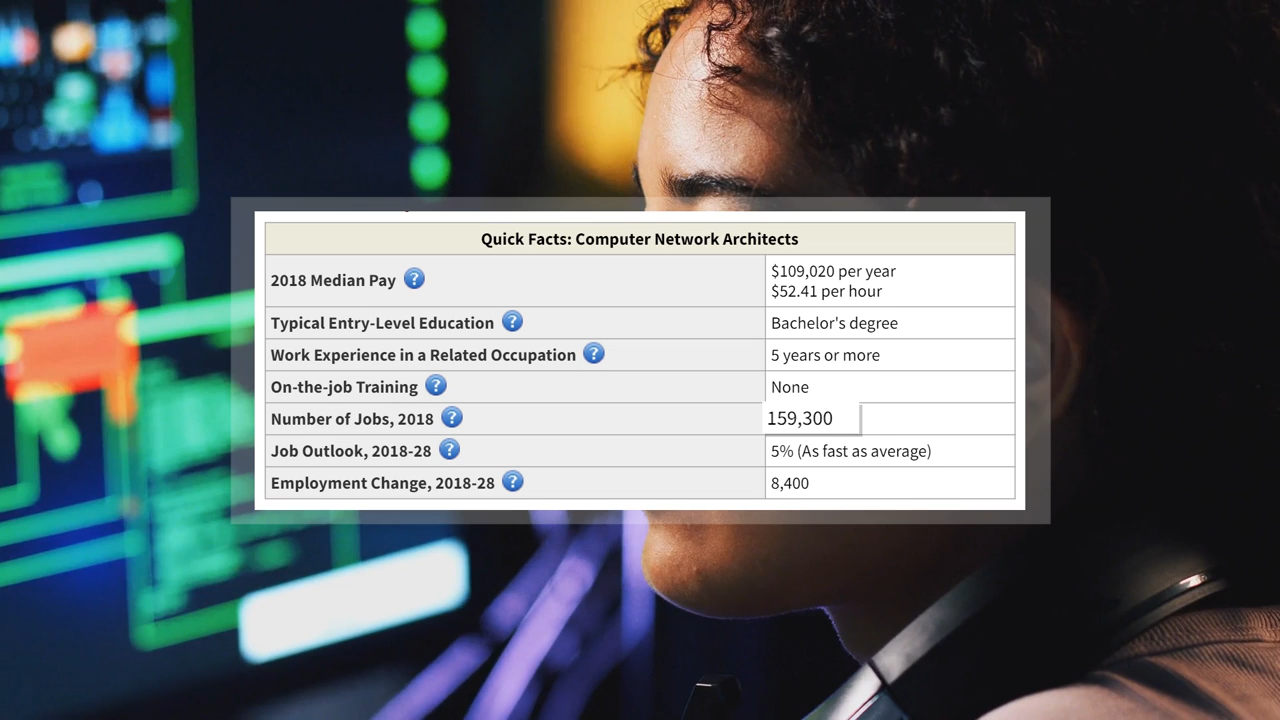 Quick Facts: Computer Network Architects
2018 Median Pay ? $109,020 per year
$52.41 per hour
Typical Entry-Level Education ? Bachelor's degree
Work Experience in a Related Occupation ? 5 years or more
On-the-job Training ? None
Number of Jobs, 2018 ? 159,300
Job Outlook, 2018-28 ? 5% (As fast as average)
Employment Change, 2018-28 ? 8,400